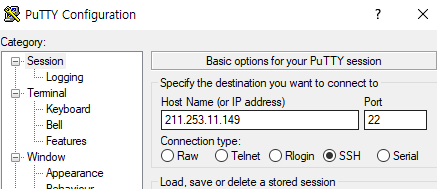 PuTTY Configuration
Category:
Session
Logging
Terminal
Keyboard
Bell
Features
Window
Appearance
Behaviour
Basic options for your PuTTY session
Specify the destination you want to connect to
Host Name (or IP address) Port
211.253.11.149 22
Connection type:
Raw Telnet Rlogin SSH Serial
Load, save or delete a stored session